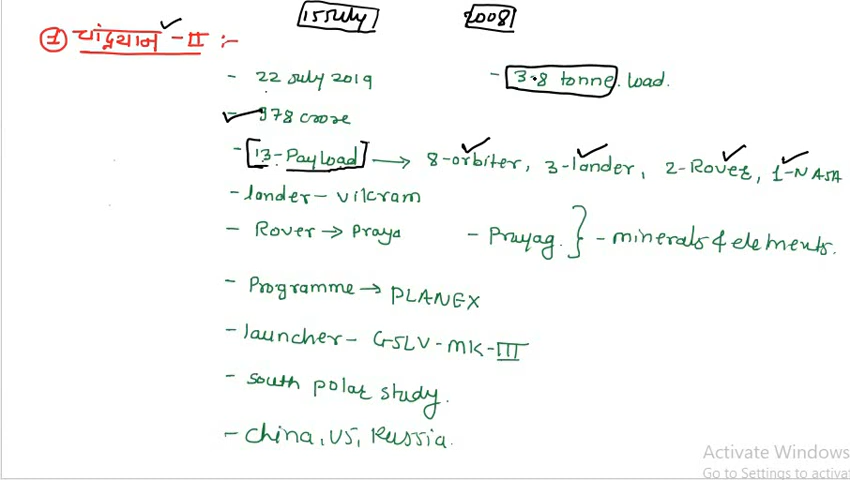 15 July 2008
① चांद्रयान - II :-
- 22 July 2019 - 3.8 tonne. load.
- 978 crore
- [13-Payload] → 8-orbiter, 3-lander, 2-Rover, 1-NASA
- lander - vikram
- Rover → Praya - Prayag. } - minerals & elements.
- Programme → PLANEX
- launcher - GSLV - MK - III
- south polar study.
- China, US, Russia.
Activate Windows
Go to Settings to activa